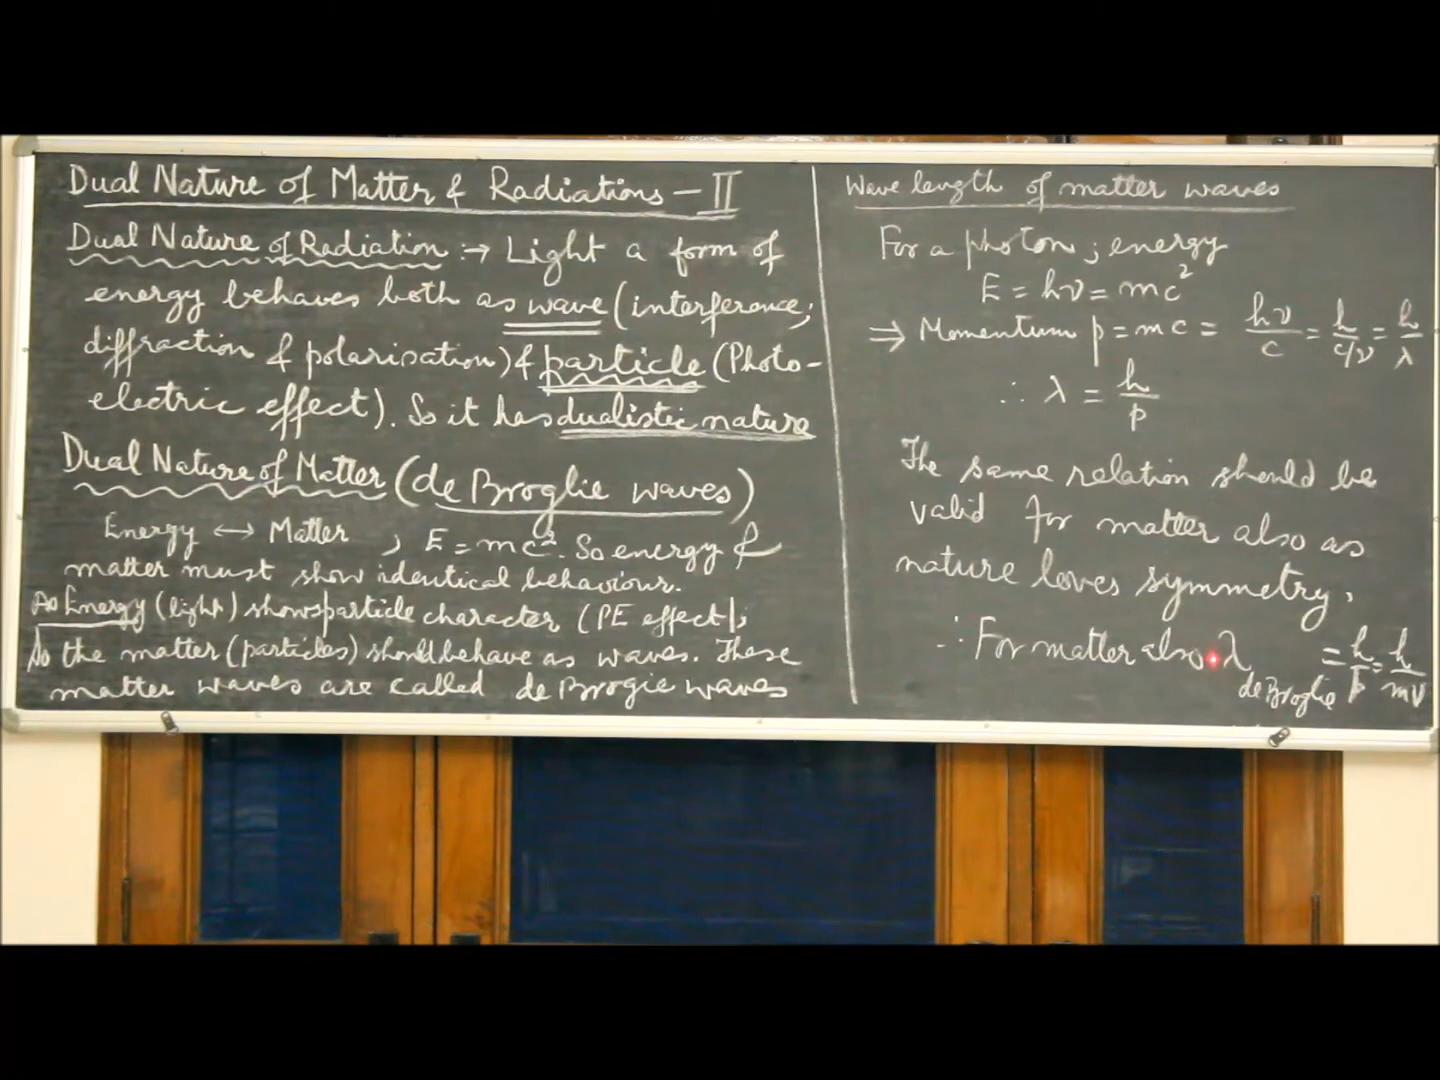 Dual Nature of Matter & Radiations - II
Dual Nature of Radiation :→ Light a form of
energy behaves both as wave (interference;
diffraction & polarisation) & particle (Photo-
electric effect). So it has dualistic nature
Dual Nature of Matter (de Broglie waves)
Energy ↔ Matter , E = mc². So energy &
matter must show identical behaviour.
As Energy (light) shows particle character (PE effect);
So the matter (particles) should behave as waves. These
matter waves are called de Brogie waves
Wave length of matter waves
For a photon ; energy
E = hν = mc²
⇒ Momentum p = mc = hν/c = h/c/ν = h/λ
∴ λ = h/p
The same relation should be
valid for matter also as
nature loves symmetry.
∴ For matter also λ de Broglie = h/p = h/mv